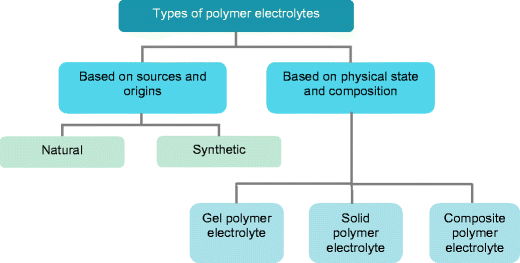 Types of polymer electrolytes
Based on sources and
origins
Based on physical state
and composition
Natural
Synthetic
Gel polymer
electrolyte
Solid
polymer
electrolyte
Composite
polymer
electrolyte